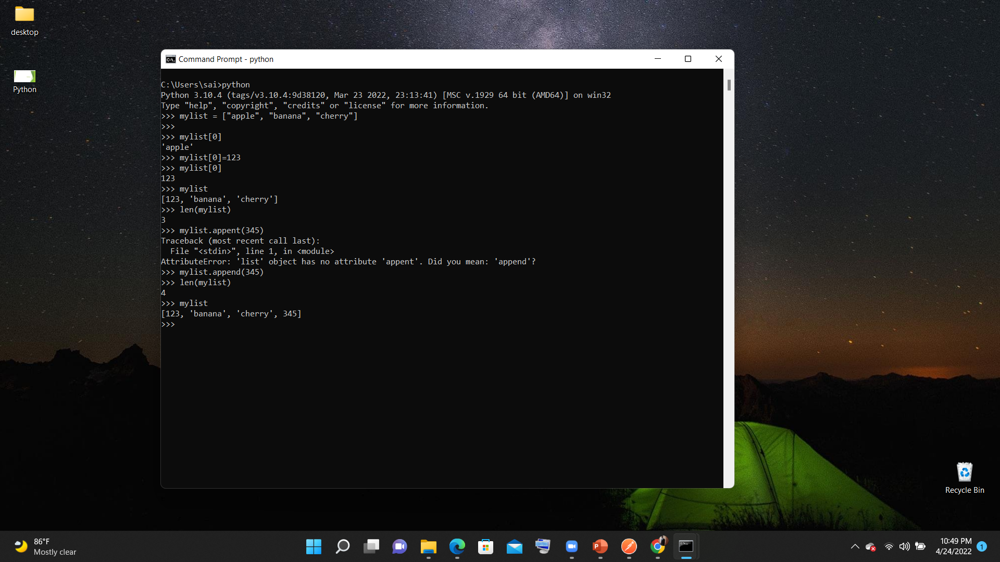 desktop
Python
Command Prompt - python
C:\Users\sai>python
Python 3.10.4 (tags/v3.10.4:9d38120, Mar 23 2022, 23:13:41) [MSC v.1929 64 bit (AMD64)] on win32
Type "help", "copyright", "credits" or "license" for more information.
>>> mylist = ["apple", "banana", "cherry"]
>>>
>>> mylist[0]
'apple'
>>> mylist[0]=123
>>> mylist[0]
123
>>> mylist
[123, 'banana', 'cherry']
>>> len(mylist)
3
>>> mylist.appent(345)
Traceback (most recent call last):
  File "<stdin>", line 1, in <module>
AttributeError: 'list' object has no attribute 'appent'. Did you mean: 'append'?
>>> mylist.append(345)
>>> len(mylist)
4
>>> mylist
[123, 'banana', 'cherry', 345]
>>>
Recycle Bin
86°F
Mostly clear
10:49 PM
4/24/2022
1